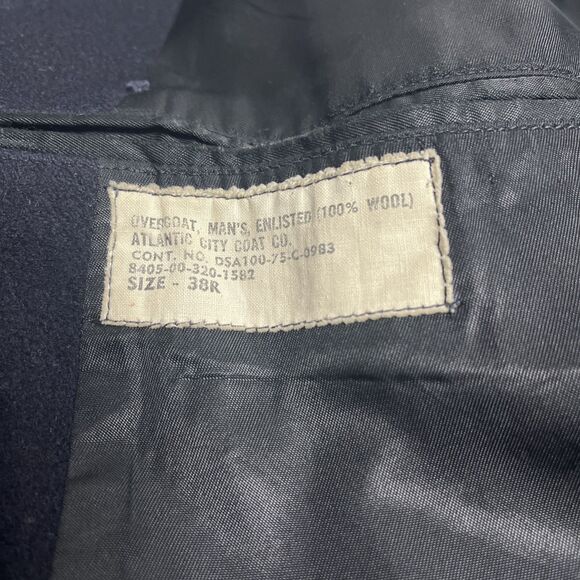 OVERCOAT, MAN'S, ENLISTED (100% WOOL)
ATLANTIC CITY COAT CO.
CONT. NO. DSA100-75-C-0983
8405-00-320-1582
SIZE - 38R